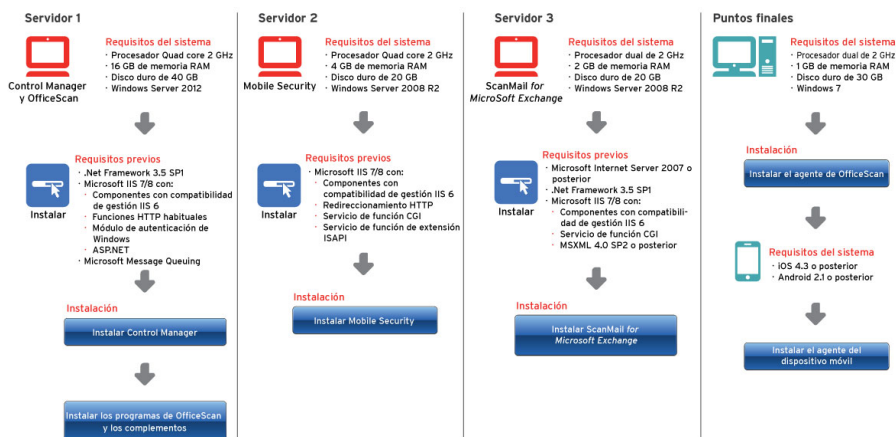 Servidor 1
Requisitos del sistema
· Procesador Quad core 2 GHz
· 16 GB de memoria RAM
· Disco duro de 40 GB
· Windows Server 2012
Control Manager
y OfficeScan
Requisitos previos
· .Net Framework 3.5 SP1
· Microsoft IIS 7/8 con:
· Componentes con compatibilidad
de gestión IIS 6
· Funciones HTTP habituales
· Módulo de autenticación de
Windows
· ASP.NET
· Microsoft Message Queuing
Instalar
Instalación
Instalar Control Manager
Instalar los programas de OfficeScan
y los complementos
Servidor 2
Requisitos del sistema
· Procesador Quad core 2 GHz
· 4 GB de memoria RAM
· Disco duro de 20 GB
· Windows Server 2008 R2
Mobile Security
Requisitos previos
· Microsoft IIS 7/8 con:
· Componentes con
compatibilidad de gestión IIS 6
· Redireccionamiento HTTP
· Servicio de función CGI
· Servicio de función de extensión
ISAPI
Instalar
Instalación
Instalar Mobile Security
Servidor 3
Requisitos del sistema
· Procesador dual de 2 GHz
· 2 GB de memoria RAM
· Disco duro de 20 GB
· Windows Server 2008 R2
ScanMail for
MicroSoft Exchange
Requisitos previos
· Microsoft Internet Server 2007 o
posterior
· .Net Framework 3.5 SP1
· Microsoft IIS 7/8 con:
· Componentes con compatibili-
dad de gestión IIS 6
· Servicio de función CGI
· MSXML 4.0 SP2 o posterior
Instalar
Instalación
Instalar ScanMail for
Microsoft Exchange
Puntos finales
Requisitos del sistema
· Procesador dual de 2 GHz
· 1 GB de memoria RAM
· Disco duro de 30 GB
· Windows 7
Instalación
Instalar el agente de OfficeScan
Requisitos del sistema
· iOS 4.3 o posterior
· Android 2.1 o posterior
Instalar el agente del
dispositivo móvil